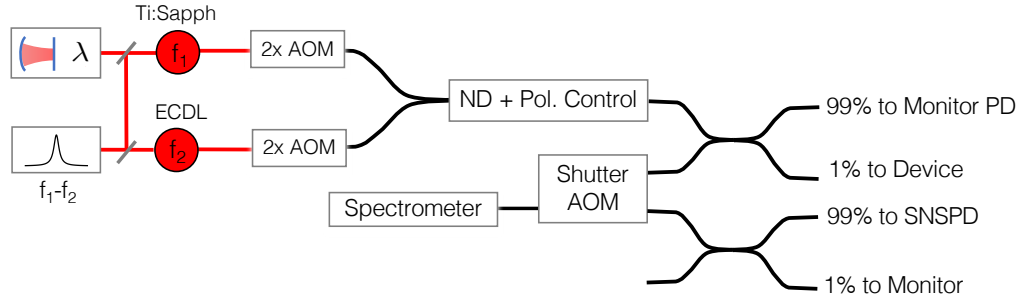 Ti:Sapph
λ
f₁
2x AOM
ND + Pol. Control
99% to Monitor PD
ECDL
f₂
2x AOM
f₁-f₂
Shutter
AOM
1% to Device
Spectrometer
99% to SNSPD
1% to Monitor